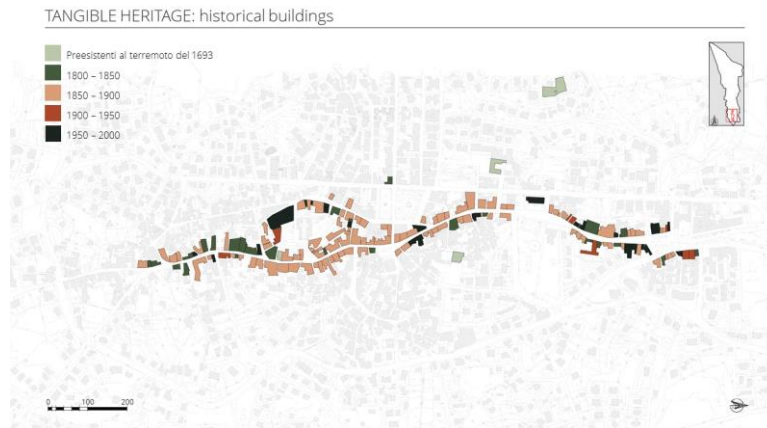 TANGIBLE HERITAGE: historical buildings
Preesistenti al terremoto del 1693
1800 – 1850
1850 – 1900
1900 – 1950
1950 – 2000
0 100 200